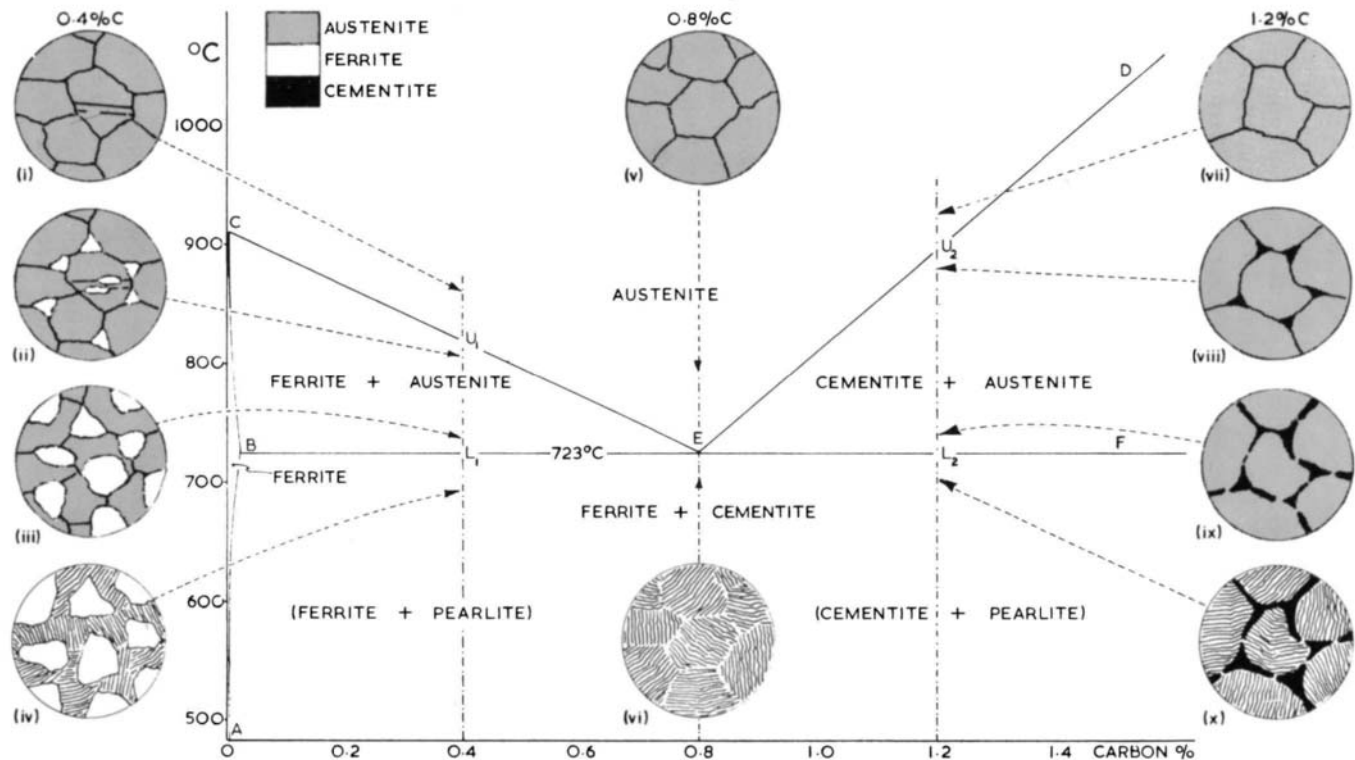 0·4%C
0·8%C
1·2%C
°C
AUSTENITE
FERRITE
CEMENTITE
D
1000
(i)
(v)
(vii)
C
900
U₂
AUSTENITE
U₁
(ii)
(viii)
800
FERRITE + AUSTENITE
CEMENTITE + AUSTENITE
B
E
F
L₁
723°C
L₂
700
FERRITE
FERRITE + CEMENTITE
(iii)
(ix)
600
(FERRITE + PEARLITE)
(CEMENTITE + PEARLITE)
(iv)
(vi)
(x)
500
A
0
0.2
0.4
0.6
0.8
1.0
1.2
1.4
CARBON %